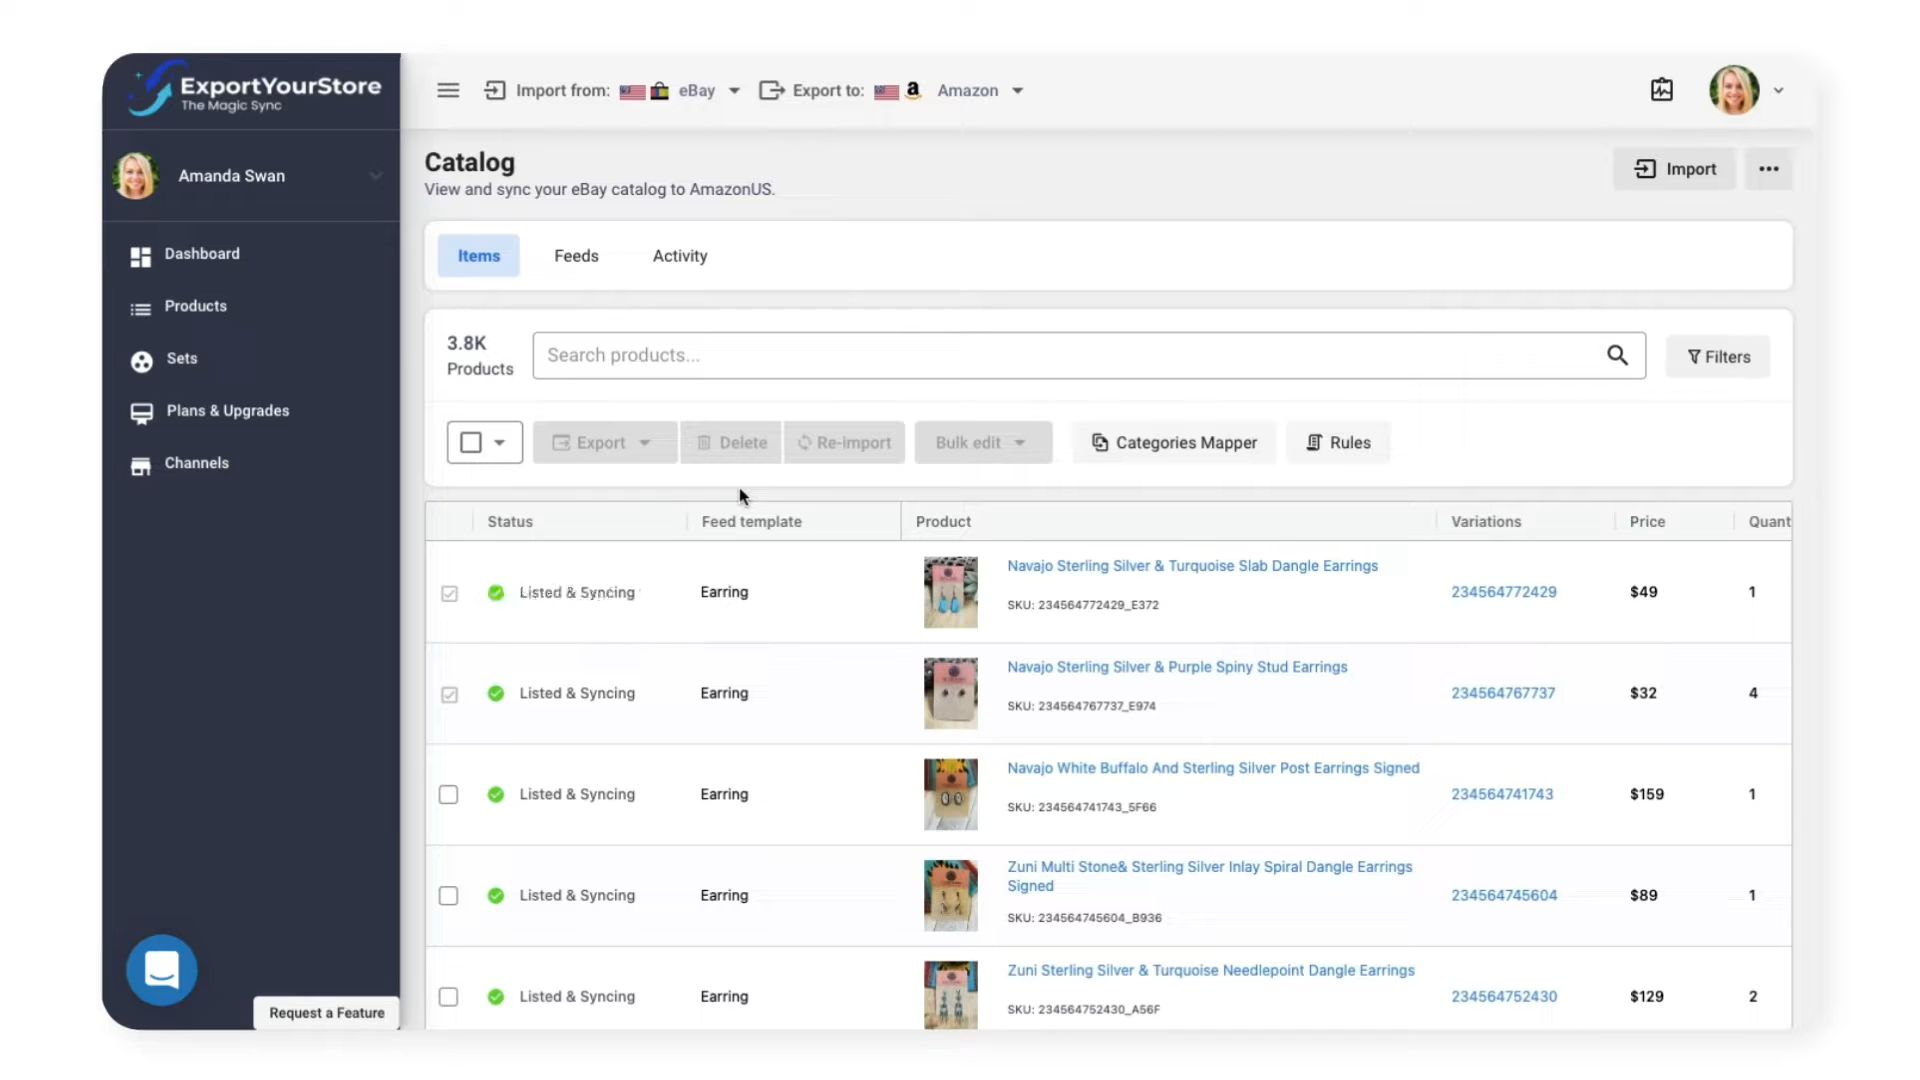 ExportYourStore
The Magic Sync
Import from: eBay Export to: a Amazon
Amanda Swan
Dashboard
Products
Sets
Plans & Upgrades
Channels
Request a Feature
Catalog
View and sync your eBay catalog to AmazonUS.
Import
Items Feeds Activity
3.8K
Products
Search products...
Filters
Export Delete Re-import Bulk edit Categories Mapper Rules
Status Feed template Product Variations Price Quant
Navajo Sterling Silver & Turquoise Slab Dangle Earrings
Listed & Syncing Earring 234564772429 $49 1
SKU: 234564772429_E372
Navajo Sterling Silver & Purple Spiny Stud Earrings
Listed & Syncing Earring 234564767737 $32 4
SKU: 234564767737_E974
Navajo White Buffalo And Sterling Silver Post Earrings Signed
Listed & Syncing Earring 234564741743 $159 1
SKU: 234564741743_5F66
Zuni Multi Stone& Sterling Silver Inlay Spiral Dangle Earrings
Signed
Listed & Syncing Earring 234564745604 $89 1
SKU: 234564745604_B936
Zuni Sterling Silver & Turquoise Needlepoint Dangle Earrings
Listed & Syncing Earring 234564752430 $129 2
SKU: 234564752430_A56F